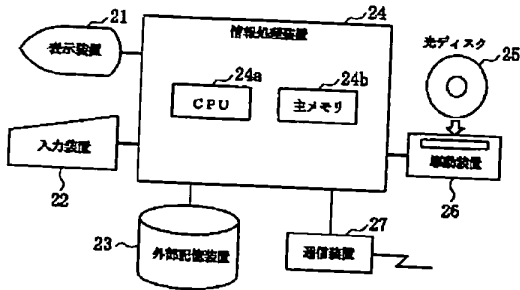 21
表示装置
24
情報処理装置
24a
CPU
24b
主メモリ
光ディスク
25
入力装置
22
駆動装置
26
23
外部記憶装置
27
通信装置